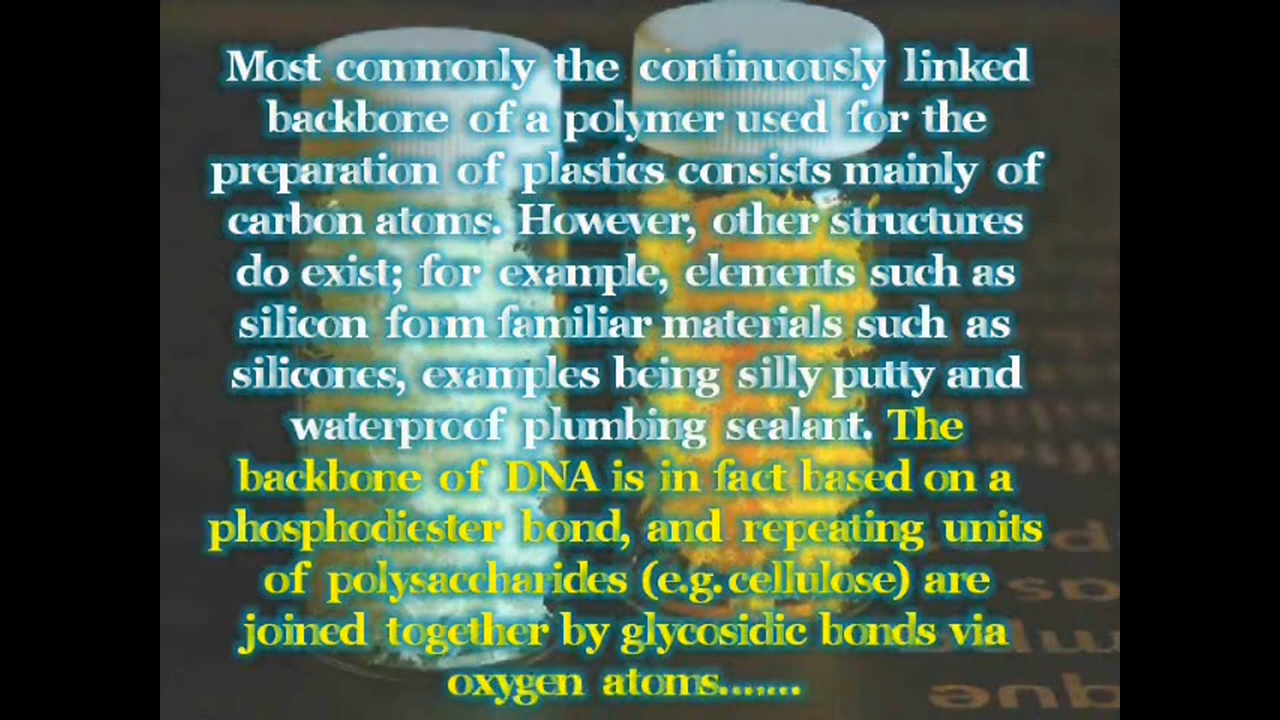 Most commonly the continuously linked
backbone of a polymer used for the
preparation of plastics consists mainly of
carbon atoms. However, other structures
do exist; for example, elements such as
silicon form familiar materials such as
silicones, examples being silly putty and
waterproof plumbing sealant. The
backbone of DNA is in fact based on a
phosphodiester bond, and repeating units
of polysaccharides (e.g. cellulose) are
joined together by glycosidic bonds via
oxygen atoms.......